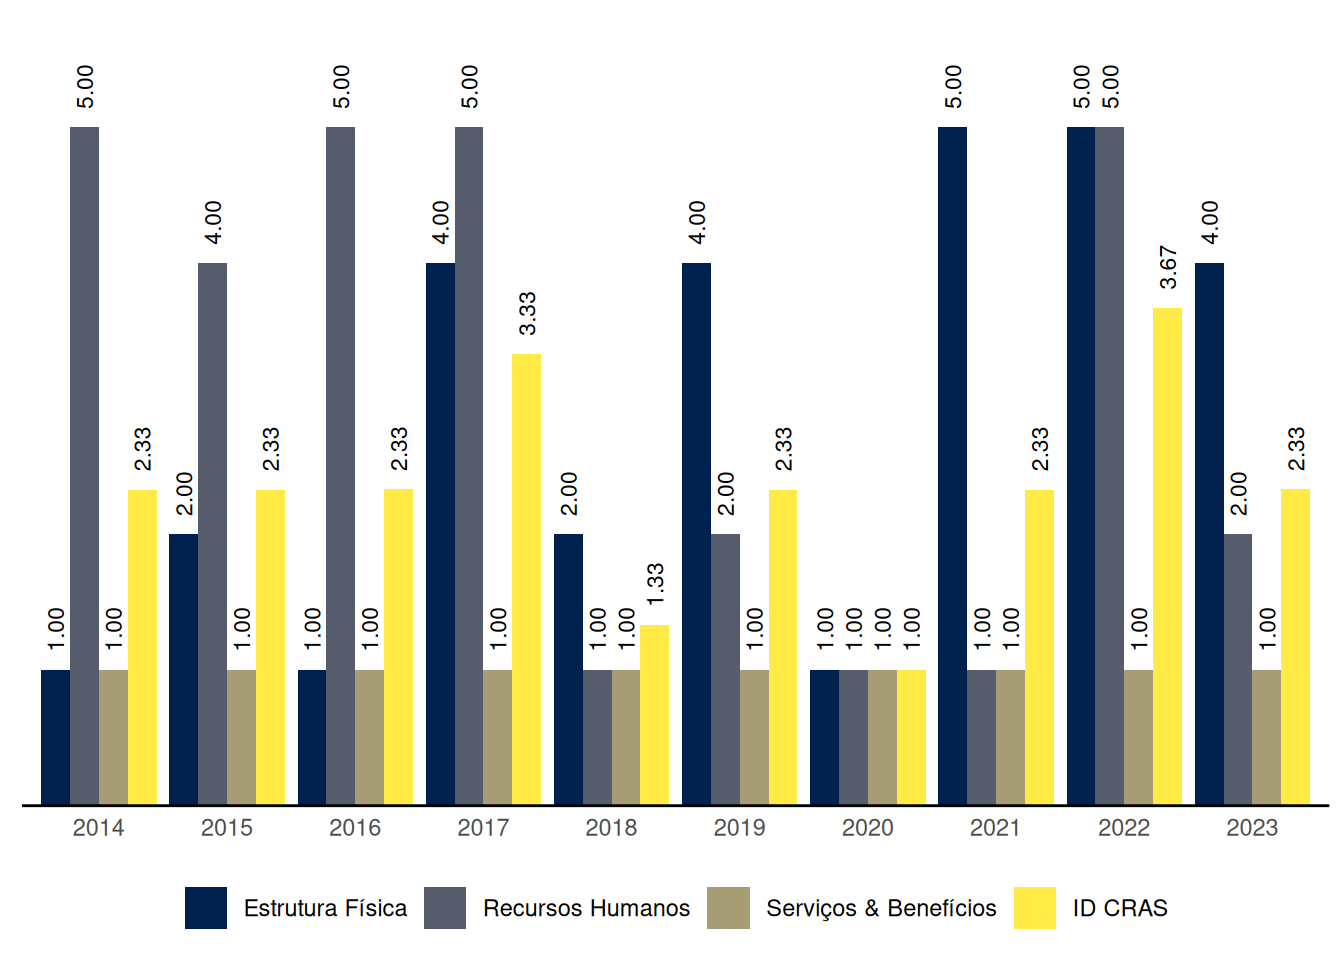 5.00 5.00 5.00 5.00 5.00 5.00
4.00 4.00 4.00 4.00
3.67
3.33
2.33 2.33 2.33 2.33 2.33 2.33
2.00 2.00 2.00 2.00
1.33
1.00 1.00 1.00 1.00 1.00 1.00 1.00 1.00 1.00 1.00 1.00 1.00 1.00 1.00 1.00 1.00 1.00
2014 2015 2016 2017 2018 2019 2020 2021 2022 2023
Estrutura Física Recursos Humanos Serviços & Benefícios ID CRAS